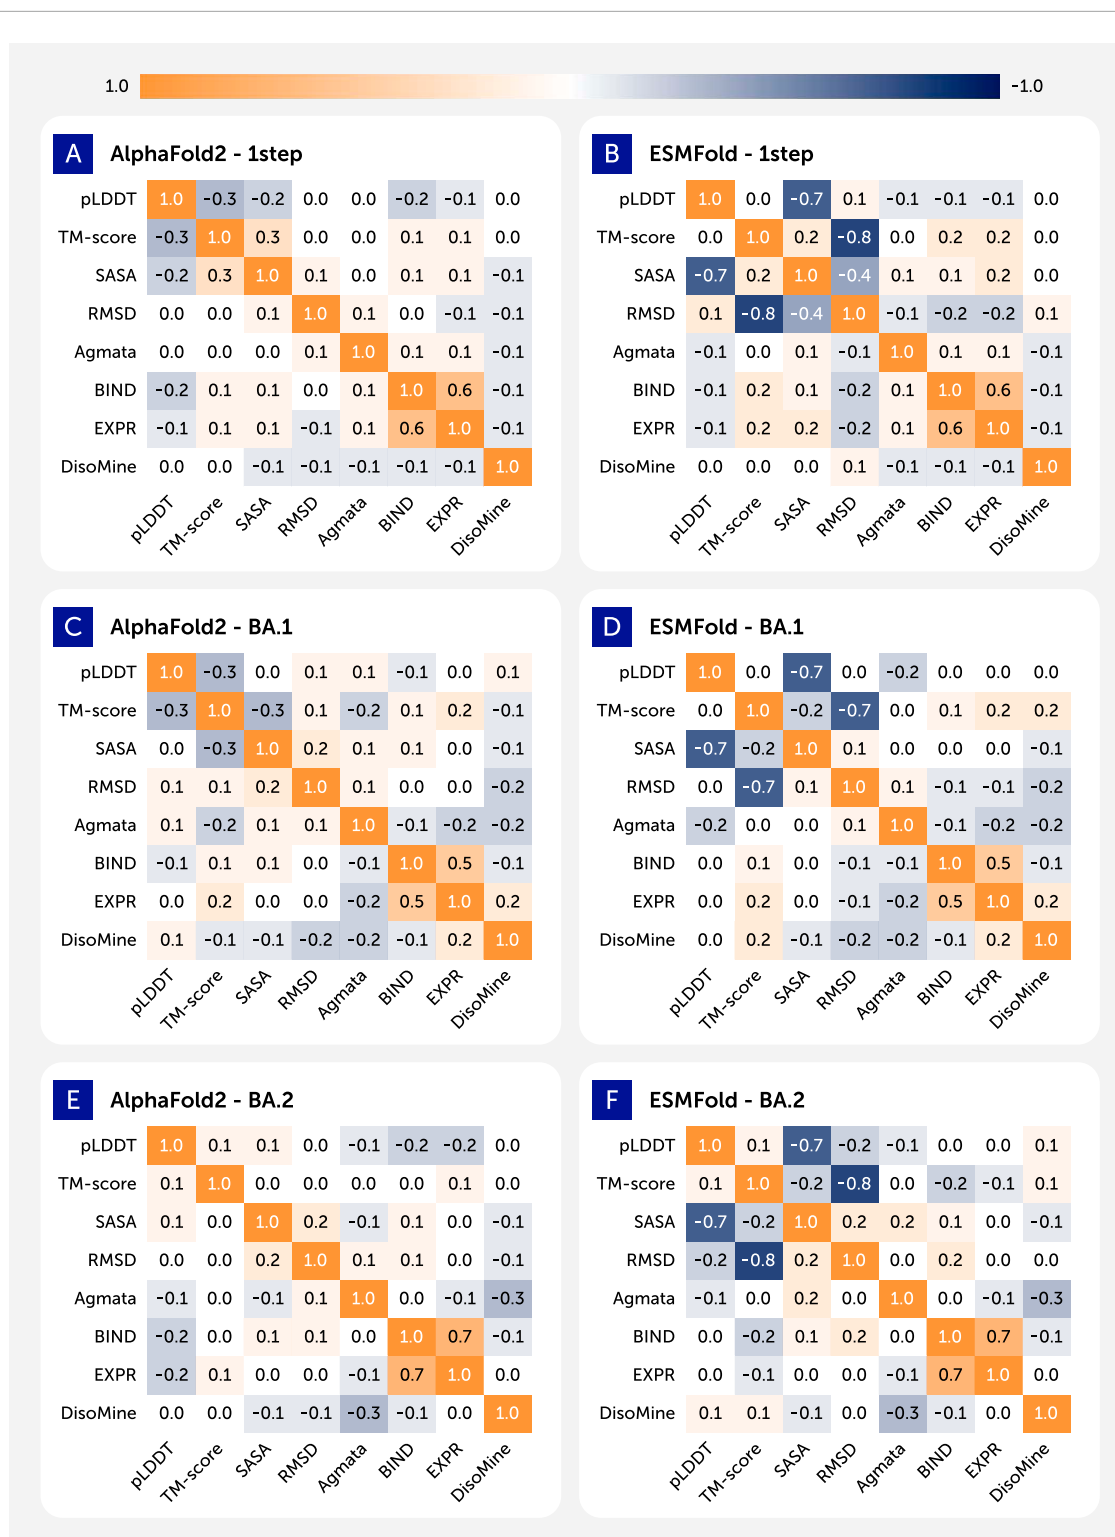 1.0 -1.0
A AlphaFold2 - 1step
pLDDT 1.0 -0.3 -0.2 0.0 0.0 -0.2 -0.1 0.0
TM-score -0.3 1.0 0.3 0.0 0.0 0.1 0.1 0.0
SASA -0.2 0.3 1.0 0.1 0.0 0.1 0.1 -0.1
RMSD 0.0 0.0 0.1 1.0 0.1 0.0 -0.1 -0.1
Agmata 0.0 0.0 0.0 0.1 1.0 0.1 0.1 -0.1
BIND -0.2 0.1 0.1 0.0 0.1 1.0 0.6 -0.1
EXPR -0.1 0.1 0.1 -0.1 0.1 0.6 1.0 -0.1
DisoMine 0.0 0.0 -0.1 -0.1 -0.1 -0.1 -0.1 1.0
pLDDT TM-score SASA RMSD Agmata BIND EXPR DisoMine
B ESMFold - 1step
pLDDT 1.0 0.0 -0.7 0.1 -0.1 -0.1 -0.1 0.0
TM-score 0.0 1.0 0.2 -0.8 0.0 0.2 0.2 0.0
SASA -0.7 0.2 1.0 -0.4 0.1 0.1 0.2 0.0
RMSD 0.1 -0.8 -0.4 1.0 -0.1 -0.2 -0.2 0.1
Agmata -0.1 0.0 0.1 -0.1 1.0 0.1 0.1 -0.1
BIND -0.1 0.2 0.1 -0.2 0.1 1.0 0.6 -0.1
EXPR -0.1 0.2 0.2 -0.2 0.1 0.6 1.0 -0.1
DisoMine 0.0 0.0 0.0 0.1 -0.1 -0.1 -0.1 1.0
pLDDT TM-score SASA RMSD Agmata BIND EXPR DisoMine
C AlphaFold2 - BA.1
pLDDT 1.0 -0.3 0.0 0.1 0.1 -0.1 0.0 0.1
TM-score -0.3 1.0 -0.3 0.1 -0.2 0.1 0.2 -0.1
SASA 0.0 -0.3 1.0 0.2 0.1 0.1 0.0 -0.1
RMSD 0.1 0.1 0.2 1.0 0.1 0.0 0.0 -0.2
Agmata 0.1 -0.2 0.1 0.1 1.0 -0.1 -0.2 -0.2
BIND -0.1 0.1 0.1 0.0 -0.1 1.0 0.5 -0.1
EXPR 0.0 0.2 0.0 0.0 -0.2 0.5 1.0 0.2
DisoMine 0.1 -0.1 -0.1 -0.2 -0.2 -0.1 0.2 1.0
pLDDT TM-score SASA RMSD Agmata BIND EXPR DisoMine
D ESMFold - BA.1
pLDDT 1.0 0.0 -0.7 0.0 -0.2 0.0 0.0 0.0
TM-score 0.0 1.0 -0.2 -0.7 0.0 0.1 0.2 0.2
SASA -0.7 -0.2 1.0 0.1 0.0 0.0 0.0 -0.1
RMSD 0.0 -0.7 0.1 1.0 0.1 -0.1 -0.1 -0.2
Agmata -0.2 0.0 0.0 0.1 1.0 -0.1 -0.2 -0.2
BIND 0.0 0.1 0.0 -0.1 -0.1 1.0 0.5 -0.1
EXPR 0.0 0.2 0.0 -0.1 -0.2 0.5 1.0 0.2
DisoMine 0.0 0.2 -0.1 -0.2 -0.2 -0.1 0.2 1.0
pLDDT TM-score SASA RMSD Agmata BIND EXPR DisoMine
E AlphaFold2 - BA.2
pLDDT 1.0 0.1 0.1 0.0 -0.1 -0.2 -0.2 0.0
TM-score 0.1 1.0 0.0 0.0 0.0 0.0 0.1 0.0
SASA 0.1 0.0 1.0 0.2 -0.1 0.1 0.0 -0.1
RMSD 0.0 0.0 0.2 1.0 0.1 0.1 0.0 -0.1
Agmata -0.1 0.0 -0.1 0.1 1.0 0.0 -0.1 -0.3
BIND -0.2 0.0 0.1 0.1 0.0 1.0 0.7 -0.1
EXPR -0.2 0.1 0.0 0.0 -0.1 0.7 1.0 0.0
DisoMine 0.0 0.0 -0.1 -0.1 -0.3 -0.1 0.0 1.0
pLDDT TM-score SASA RMSD Agmata BIND EXPR DisoMine
F ESMFold - BA.2
pLDDT 1.0 0.1 -0.7 -0.2 -0.1 0.0 0.0 0.1
TM-score 0.1 1.0 -0.2 -0.8 0.0 -0.2 -0.1 0.1
SASA -0.7 -0.2 1.0 0.2 0.2 0.1 0.0 -0.1
RMSD -0.2 -0.8 0.2 1.0 0.0 0.2 0.0 0.0
Agmata -0.1 0.0 0.2 0.0 1.0 0.0 -0.1 -0.3
BIND 0.0 -0.2 0.1 0.2 0.0 1.0 0.7 -0.1
EXPR 0.0 -0.1 0.0 0.0 -0.1 0.7 1.0 0.0
DisoMine 0.1 0.1 -0.1 0.0 -0.3 -0.1 0.0 1.0
pLDDT TM-score SASA RMSD Agmata BIND EXPR DisoMine